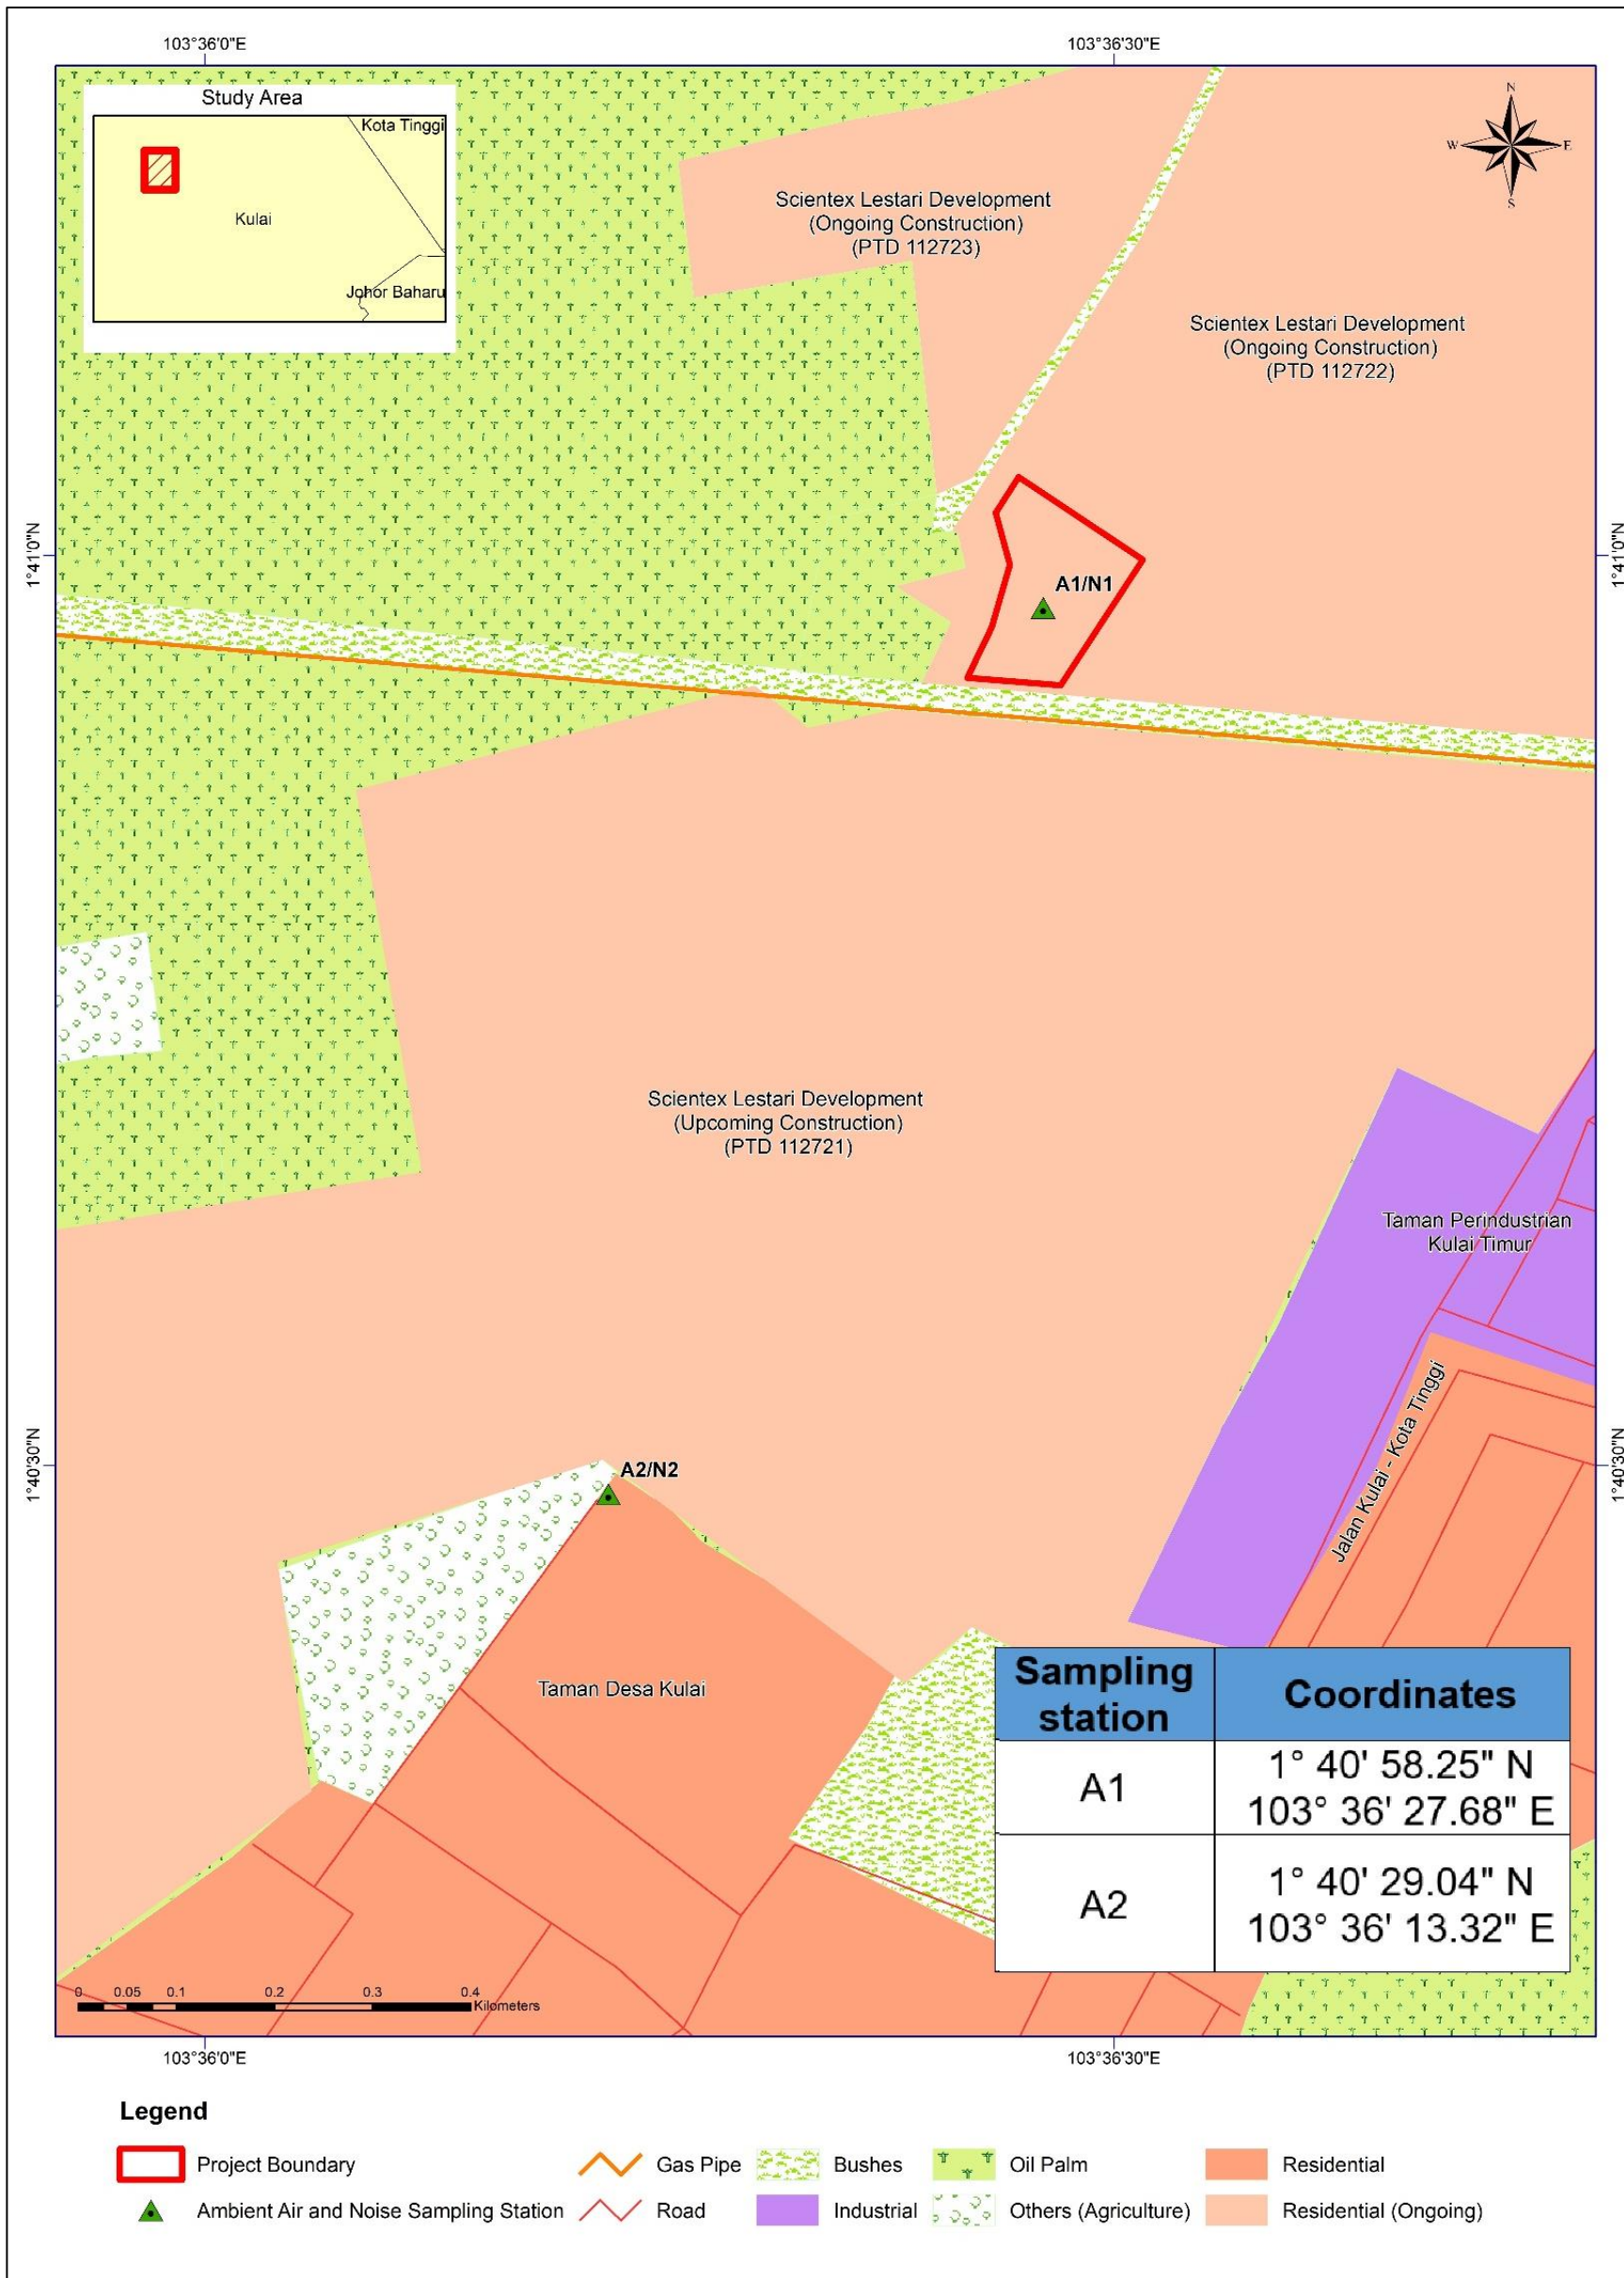 103°36'0"E
103°36'30"E
Study Area
Kota Tinggi
Kulai
Johor Baharu
N
W
E
S
Scientex Lestari Development
(Ongoing Construction)
(PTD 112723)
Scientex Lestari Development
(Ongoing Construction)
(PTD 112722)
1°41'0"N
1°41'0"N
A1/N1
Scientex Lestari Development
(Upcoming Construction)
(PTD 112721)
Taman Perindustrian
Kulai Timur
Jalan Kulai - Kota Tinggi
1°40'30"N
1°40'30"N
A2/N2
Taman Desa Kulai
Sampling
station
Coordinates
A1
1° 40' 58.25" N
103° 36' 27.68" E
A2
1° 40' 29.04" N
103° 36' 13.32" E
0 0.05 0.1 0.2 0.3 0.4
Kilometers
103°36'0"E
103°36'30"E
Legend
Project Boundary
Gas Pipe
Bushes
Oil Palm
Residential
Ambient Air and Noise Sampling Station
Road
Industrial
Others (Agriculture)
Residential (Ongoing)